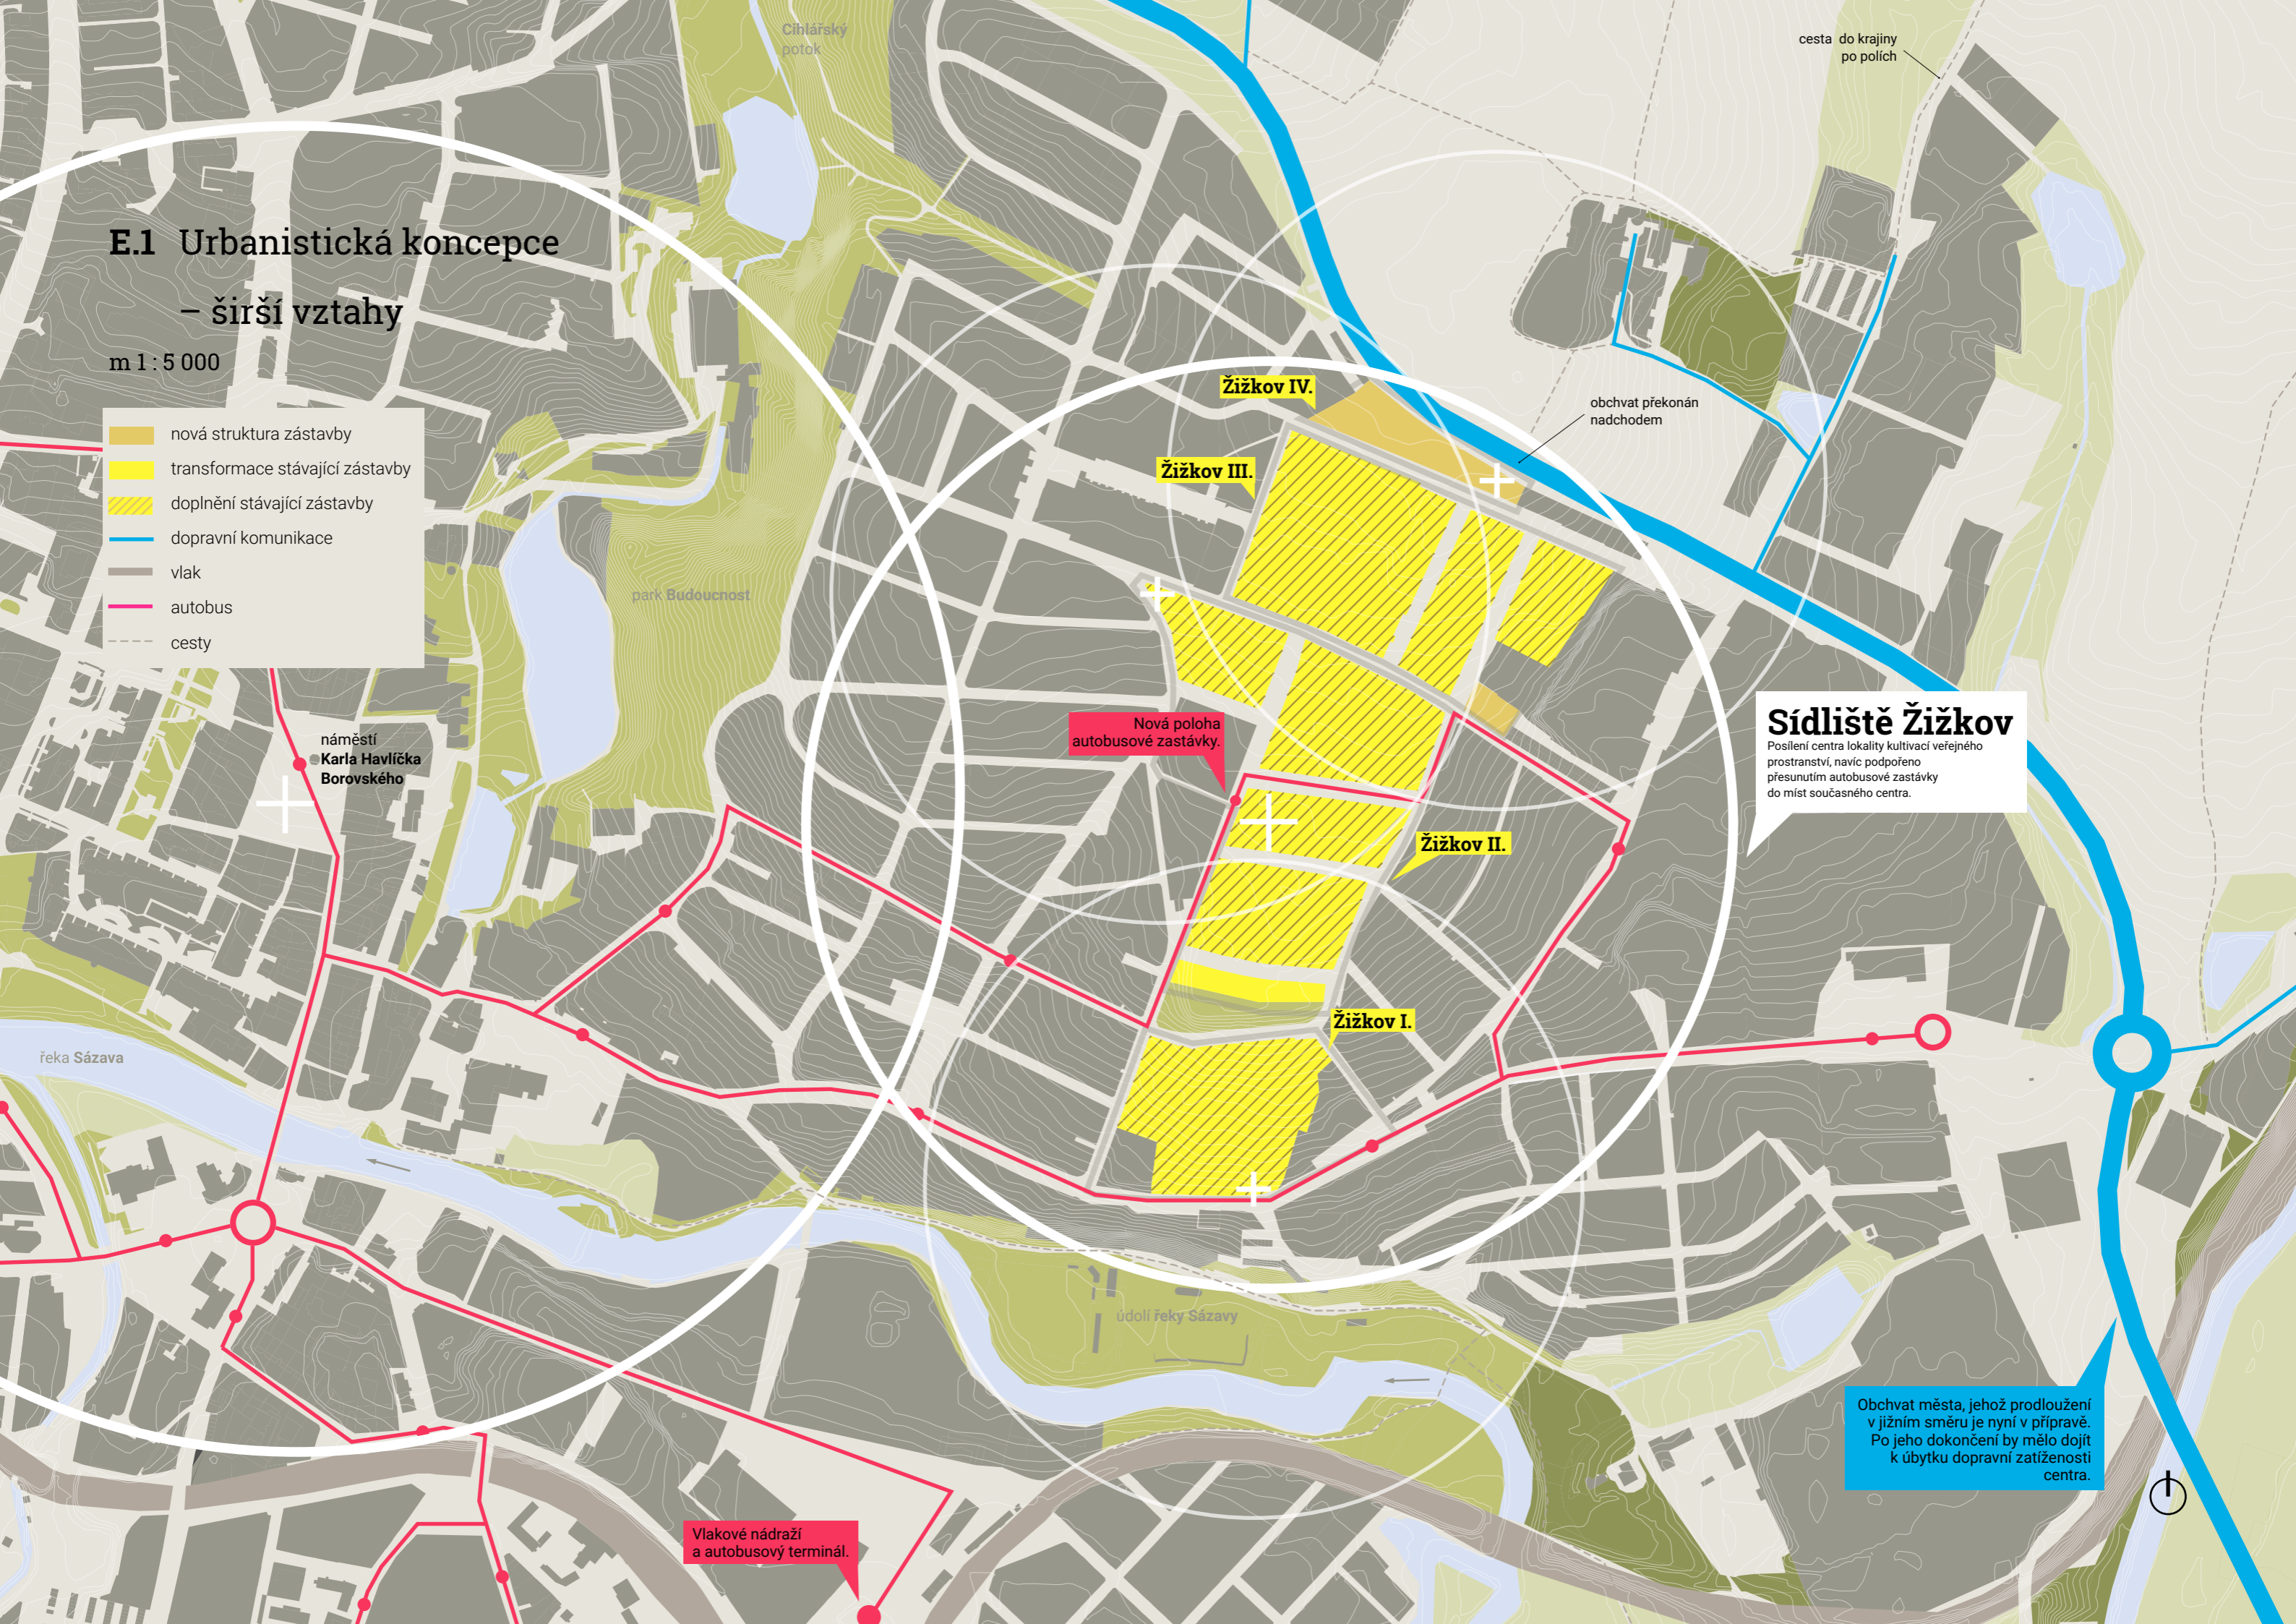 Cihlářský
potok
cesta do krajiny
po polích
E.1 Urbanistická koncepce
– širší vztahy
m 1 : 5 000
nová struktura zástavby
transformace stávající zástavby
doplnění stávající zástavby
dopravní komunikace
vlak
autobus
cesty
Žižkov IV.
obchvat překonán
nadchodem
Žižkov III.
park Budoucnost
náměstí
Karla Havlíčka
Borovského
Nová poloha
autobusové zastávky.
Sídliště Žižkov
Posílení centra lokality kultivací veřejného
prostranství, navíc podpořeno
přesunutím autobusové zastávky
do míst současného centra.
Žižkov II.
Žižkov I.
řeka Sázava
údolí řeky Sázavy
Obchvat města, jehož prodloužení
v jižním směru je nyní v přípravě.
Po jeho dokončení by mělo dojít
k úbytku dopravní zatíženosti
centra.
Vlakové nádraží
a autobusový terminál.